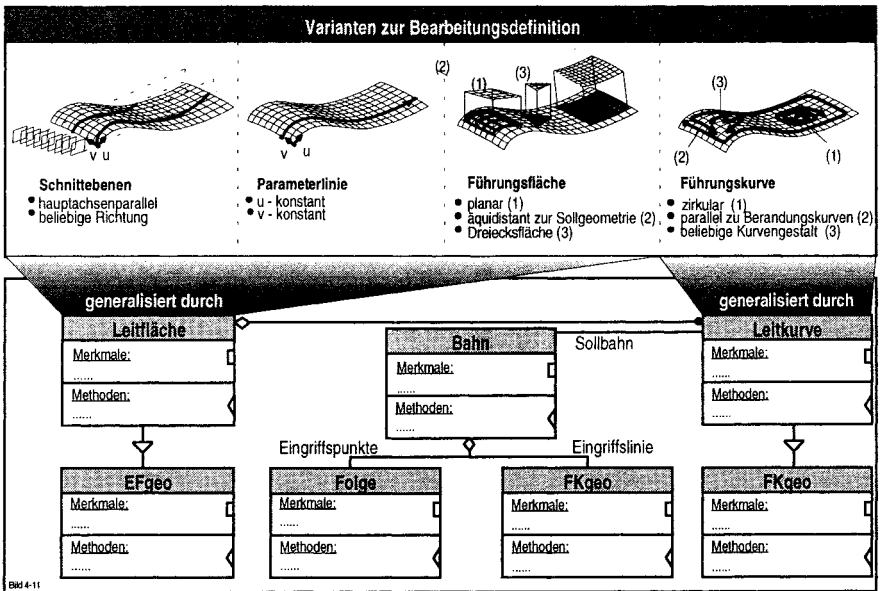 Varianten zur Bearbeitungsdefinition
v u
Schnittebenen
• hauptachsenparallel
• beliebige Richtung
v u
Parameterlinie
• u - konstant
• v - konstant
(2)
(1)
(3)
Führungsfläche
• planar (1)
• äquidistant zur Sollgeometrie (2)
• Dreiecksfläche (3)
(3)
(2)
(1)
Führungskurve
• zirkular (1)
• parallel zu Berandungskurven (2)
• beliebige Kurvengestalt (3)
generalisiert durch
generalisiert durch
Leitfläche
Merkmale:
......
Methoden:
......
Bahn
Merkmale:
......
Methoden:
......
Sollbahn
Leitkurve
Merkmale:
......
Methoden:
......
Eingriffspunkte
Eingriffslinie
EFgeo
Merkmale:
......
Methoden:
......
Folge
Merkmale:
......
Methoden:
......
FKgeo
Merkmale:
......
Methoden:
......
FKgeo
Merkmale:
......
Methoden:
......
Bild 4-11